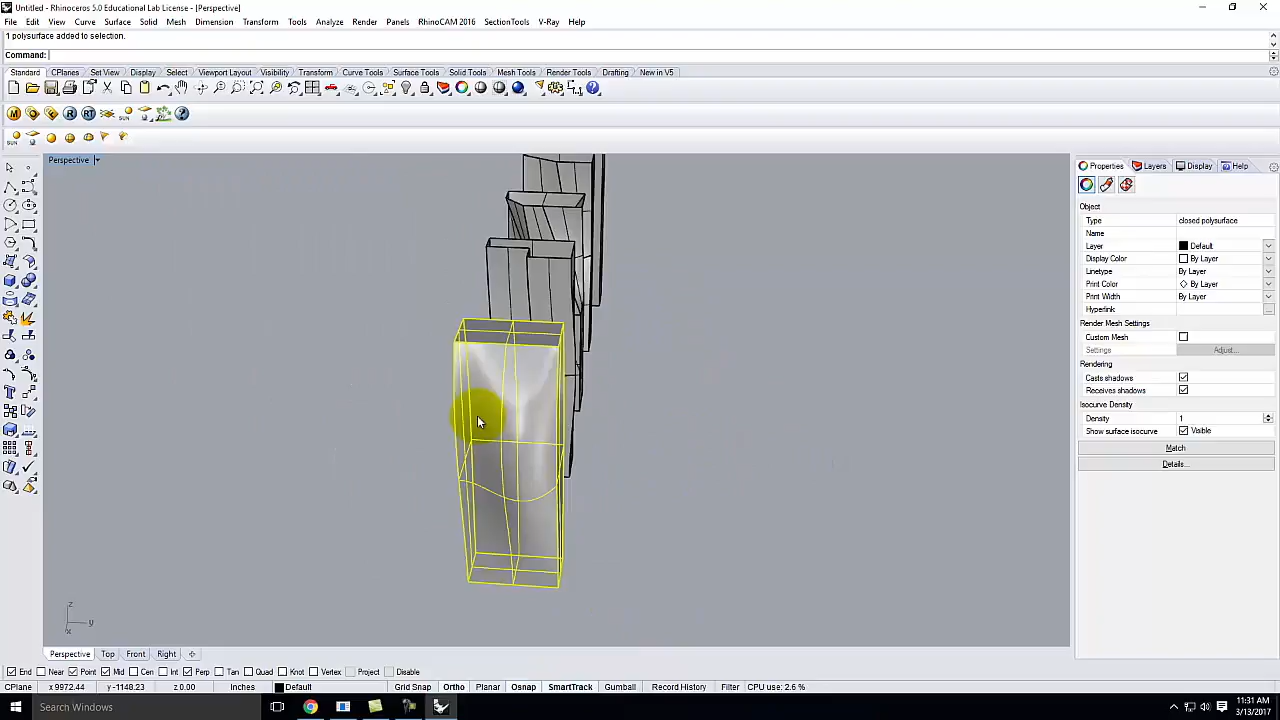 Untitled - Rhinoceros 5.0 Educational Lab License - [Perspective]
File Edit View Curve Surface Solid Mesh Dimension Transform Tools Analyze Render Panels RhinoCAM 2016 SectionTools V-Ray Help
1 polysurface added to selection.
Command:
Standard CPlanes Set View Display Select Viewport Layout Visibility Transform Curve Tools Surface Tools Solid Tools Mesh Tools Render Tools Drafting New in V5
M R RT SUN
SUN
Perspective
Properties Layers Display Help
Object
Type closed polysurface
Name
Layer Default
Display Color By Layer
Linetype By Layer
Print Color By Layer
Print Width By Layer
Hyperlink ...
Render Mesh Settings
Custom Mesh
Settings Adjust...
Rendering
Casts shadows
Receives shadows
Isocurve Density
Density 1
Show surface isocurve Visible
Match
Details...
z
y
x
Perspective Top Front Right
End Near Point Mid Cen Int Perp Tan Quad Knot Vertex Project Disable
CPlane x 9972.44 y -1148.23 z 0.00 Inches Default Grid Snap Ortho Planar Osnap SmartTrack Gumball Record History Filter CPU use: 2.6 %
Search Windows
11:31 AM
3/13/2017